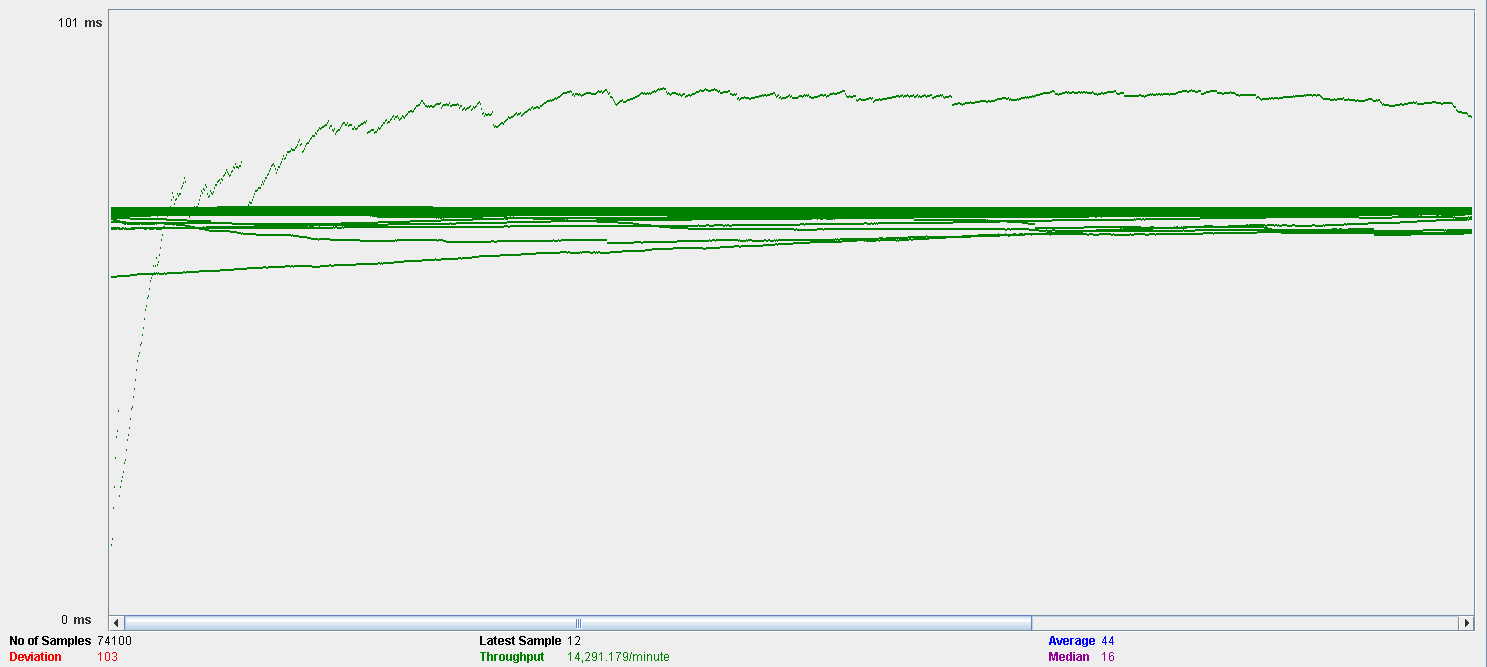 101 ms
0 ms
No of Samples 74100 Latest Sample 12 Average 44
Deviation 103 Throughput 14,291.179/minute Median 16